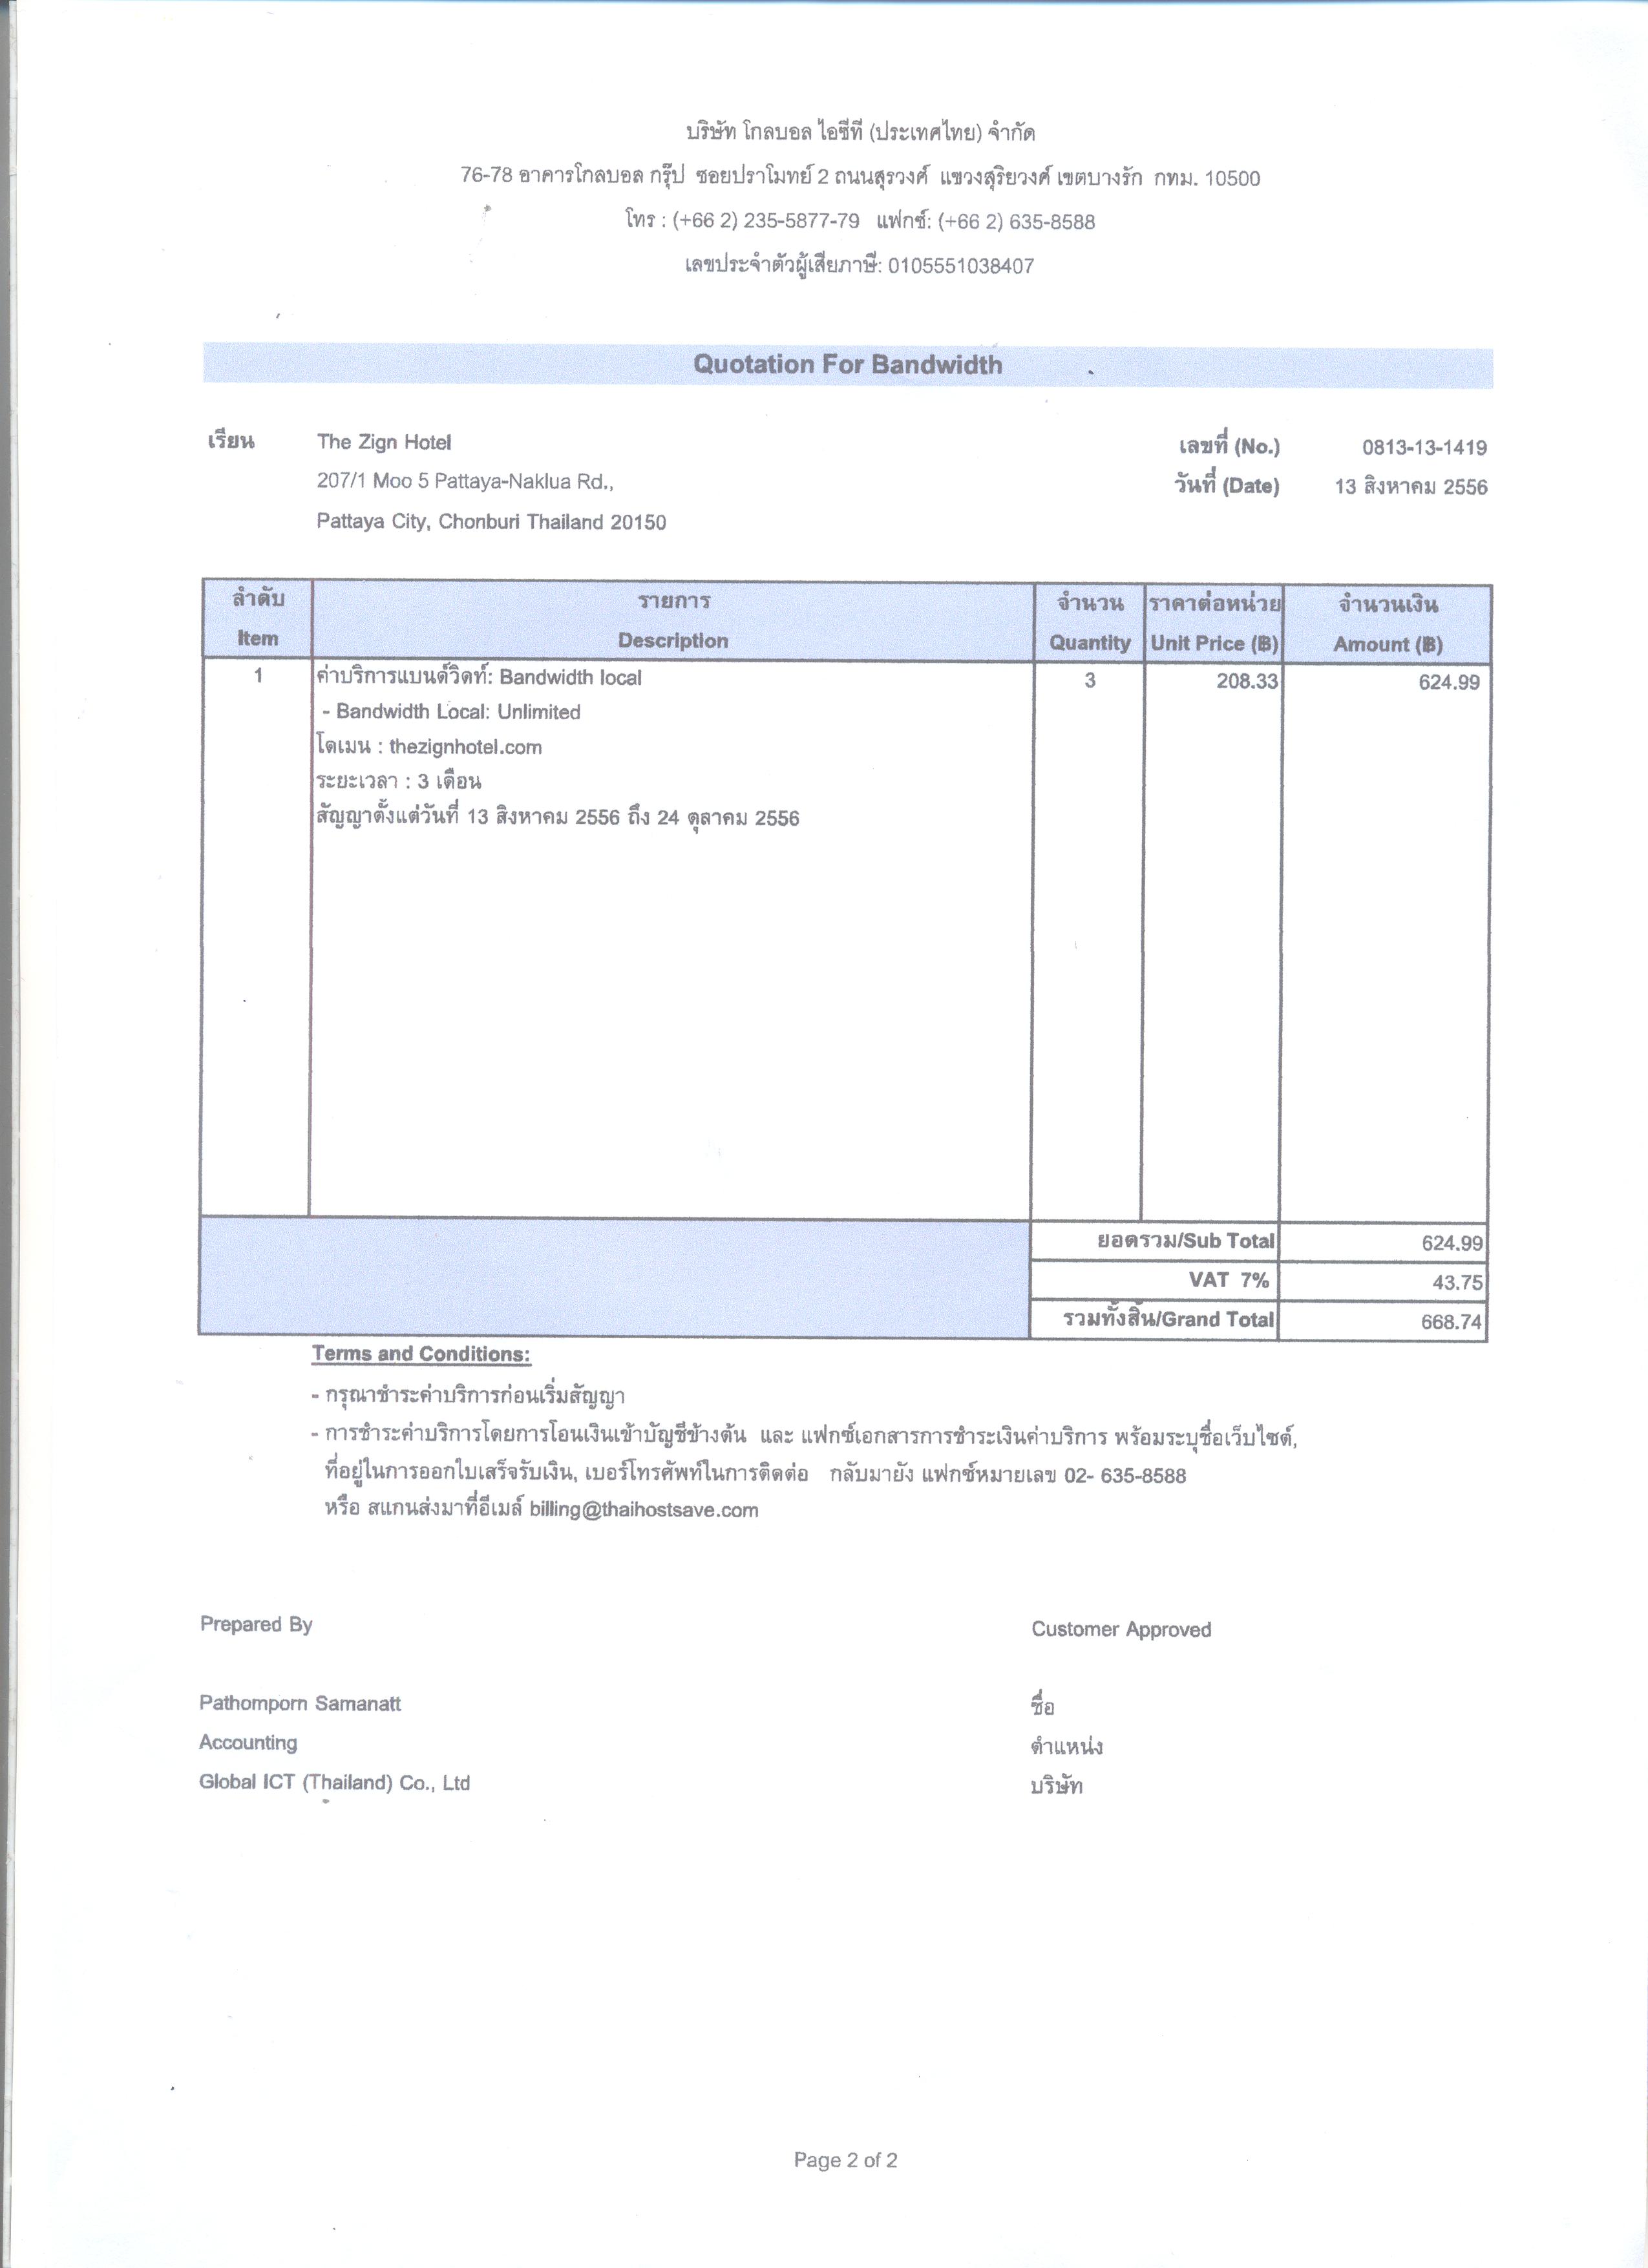 บริษัท โกลบอล ไอซีที (ประเทศไทย) จำกัด
76-78 อาคารโกลบอล กรุ๊ป ซอยปราโมทย์ 2 ถนนสุรวงศ์ แขวงสุริยวงศ์ เขตบางรัก กทม. 10500
โทร : (+66 2) 235-5877-79 แฟกซ์: (+66 2) 635-8588
เลขประจำตัวผู้เสียภาษี: 0105551038407
Quotation For Bandwidth
เรียน The Zign Hotel เลขที่ (No.) 0813-13-1419
207/1 Moo 5 Pattaya-Naklua Rd., วันที่ (Date) 13 สิงหาคม 2556
Pattaya City, Chonburi Thailand 20150
ลำดับ รายการ จำนวน ราคาต่อหน่วย จำนวนเงิน
Item Description Quantity Unit Price (฿) Amount (฿)
1 ค่าบริการแบนด์วิดท์: Bandwidth local 3 208.33 624.99
- Bandwidth Local: Unlimited
โดเมน : thezignhotel.com
ระยะเวลา : 3 เดือน
สัญญาตั้งแต่วันที่ 13 สิงหาคม 2556 ถึง 24 ตุลาคม 2556
ยอดรวม/Sub Total 624.99
VAT 7% 43.75
รวมทั้งสิ้น/Grand Total 668.74
Terms and Conditions:
- กรุณาชำระค่าบริการก่อนเริ่มสัญญา
- การชำระค่าบริการโดยการโอนเงินเข้าบัญชีข้างต้น และ แฟกซ์เอกสารการชำระเงินค่าบริการ พร้อมระบุชื่อเว็บไซต์,
ที่อยู่ในการออกใบเสร็จรับเงิน, เบอร์โทรศัพท์ในการติดต่อ กลับมายัง แฟกซ์หมายเลข 02- 635-8588
หรือ สแกนส่งมาที่อีเมล์ billing@thaihostsave.com
Prepared By Customer Approved
Pathomporn Samanatt ชื่อ
Accounting ตำแหน่ง
Global ICT (Thailand) Co., Ltd บริษัท
Page 2 of 2